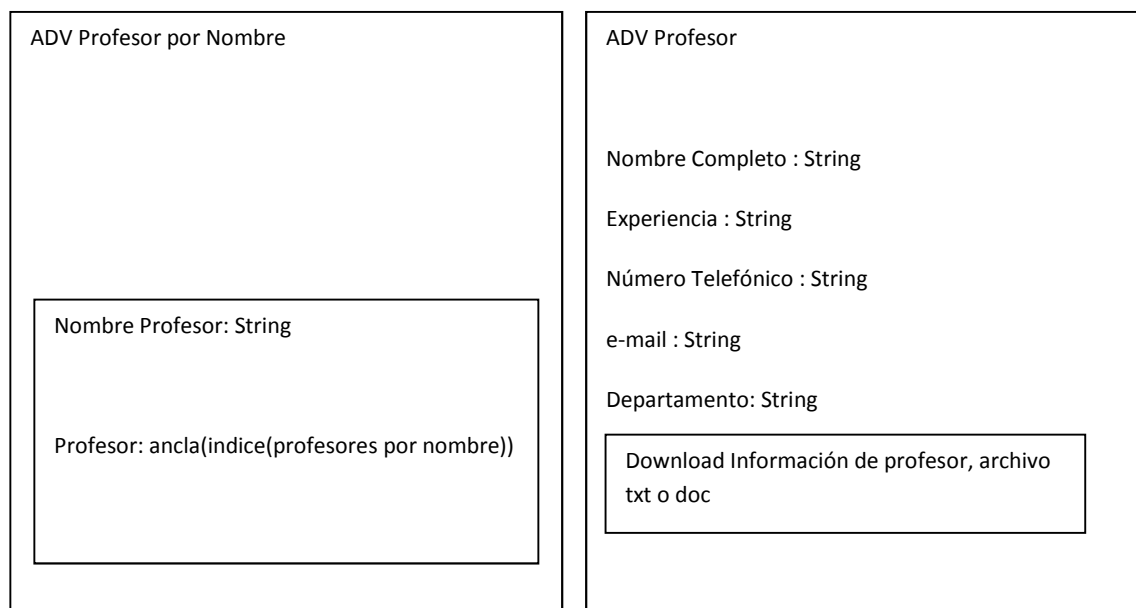 ADV Profesor por Nombre
Nombre Profesor: String
Profesor: ancla(indice(profesores por nombre))
ADV Profesor
Nombre Completo : String
Experiencia : String
Número Telefónico : String
e-mail : String
Departamento: String
Download Información de profesor, archivo
txt o doc